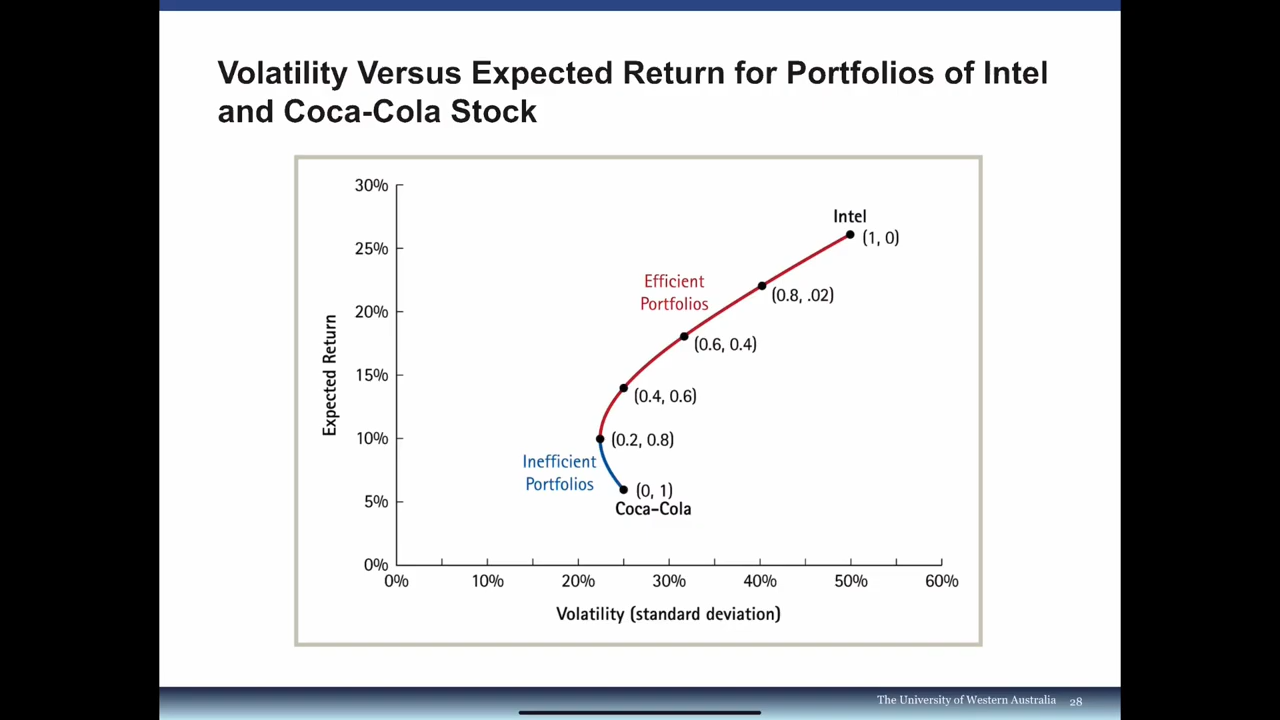 Volatility Versus Expected Return for Portfolios of Intel
and Coca-Cola Stock
30%
25%
20%
15%
10%
5%
0%
Expected Return
Intel
(1, 0)
Efficient
Portfolios
(0.8, .02)
(0.6, 0.4)
(0.4, 0.6)
(0.2, 0.8)
Inefficient
Portfolios
(0, 1)
Coca-Cola
0% 10% 20% 30% 40% 50% 60%
Volatility (standard deviation)
The University of Western Australia 28